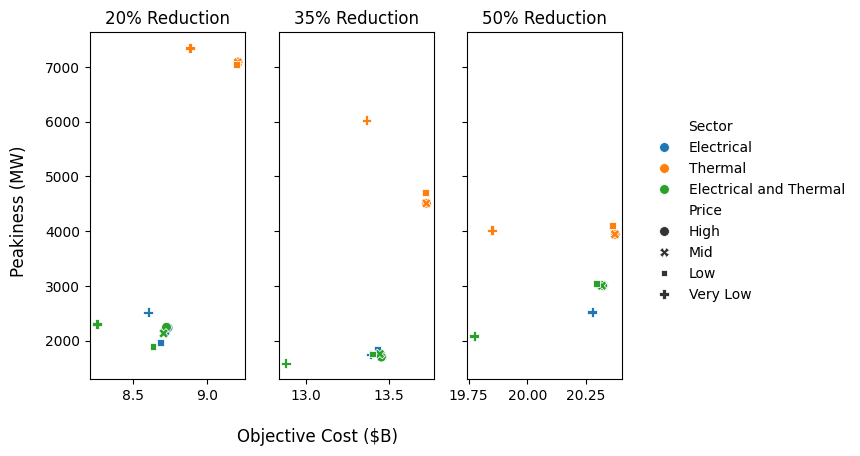 20% Reduction
35% Reduction
50% Reduction
7000
6000
5000
4000
3000
2000
Peakiness (MW)
8.5
9.0
13.0
13.5
19.75
20.00
20.25
Objective Cost ($B)
Sector
Electrical
Thermal
Electrical and Thermal
Price
High
Mid
Low
Very Low